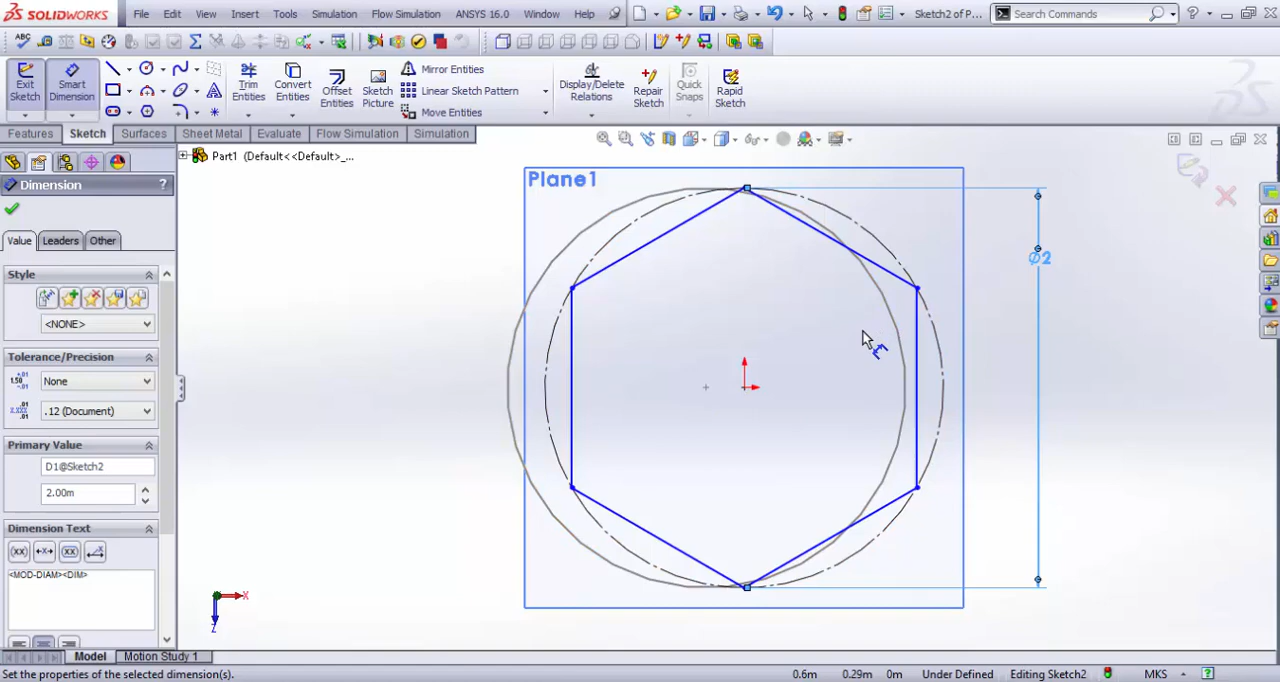 SOLIDWORKS File Edit View Insert Tools Simulation Flow Simulation ANSYS 16.0 Window Help Sketch2 of P... Search Commands ?
ABC
Exit Sketch Smart Dimension Trim Entities Convert Entities Offset Entities Sketch Picture Mirror Entities Linear Sketch Pattern Move Entities Display/Delete Relations Repair Sketch Quick Snaps Rapid Sketch
Features Sketch Surfaces Sheet Metal Evaluate Flow Simulation Simulation
Part1 (Default<<Default>_...
Dimension ?
Plane1
Value Leaders Other
Ø2
Style
<NONE>
Tolerance/Precision
None
.12 (Document)
Primary Value
D1@Sketch2
2.00m
Dimension Text
(xx) (xx)
<MOD-DIAM><DIM>
X
Z
Model Motion Study 1
Set the properties of the selected dimension(s). 0.6m 0.29m 0m Under Defined Editing Sketch2 MKS ?